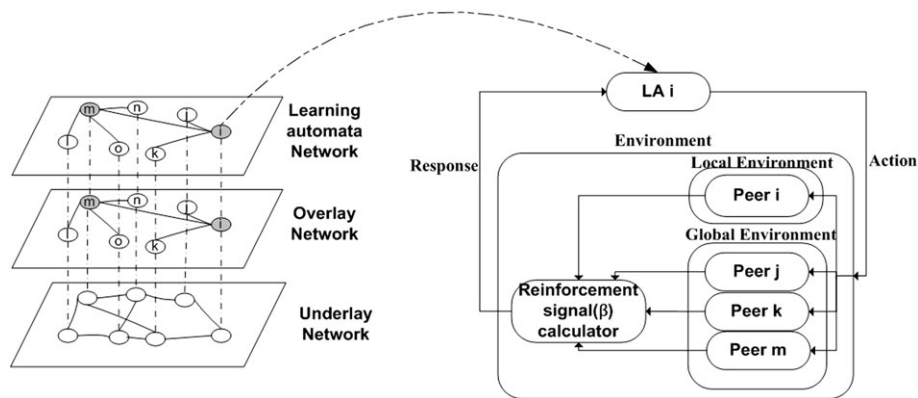 m
n
j
i
l
o
k
Learning
automata
Network
m
n
j
i
l
o
k
Overlay
Network
Underlay
Network
LA i
Environment
Response
Action
Local Environment
Peer i
Global Environment
Peer j
Peer k
Peer m
Reinforcement
signal(β)
calculator